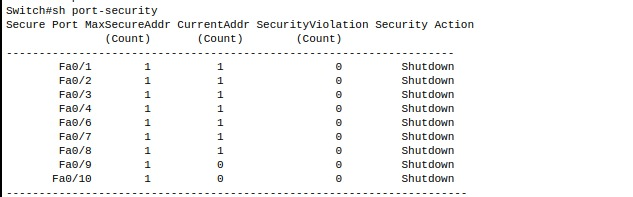 Switch#sh port-security
Secure Port MaxSecureAddr CurrentAddr SecurityViolation Security Action
               (Count)       (Count)        (Count)
--------------------------------------------------------------------
        Fa0/1        1          1                 0         Shutdown
        Fa0/2        1          1                 0         Shutdown
        Fa0/3        1          1                 0         Shutdown
        Fa0/4        1          1                 0         Shutdown
        Fa0/6        1          1                 0         Shutdown
        Fa0/7        1          1                 0         Shutdown
        Fa0/8        1          1                 0         Shutdown
        Fa0/9        1          0                 0         Shutdown
       Fa0/10        1          0                 0         Shutdown
----------------------------------------------------------------------